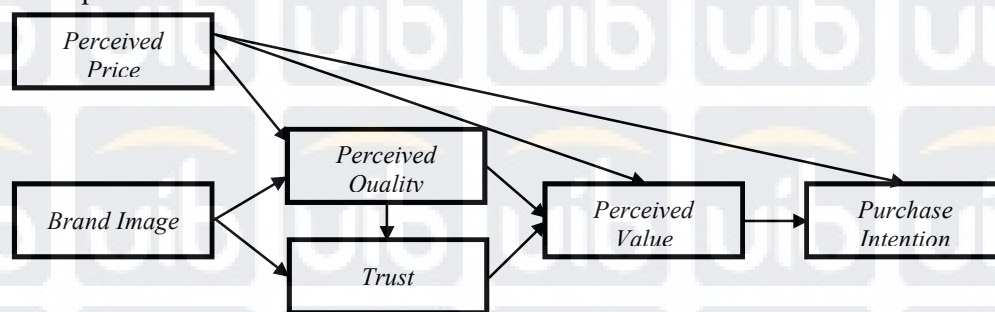 Perceived
Price
Perceived
Quality
Brand Image
Perceived
Value
Purchase
Intention
Trust